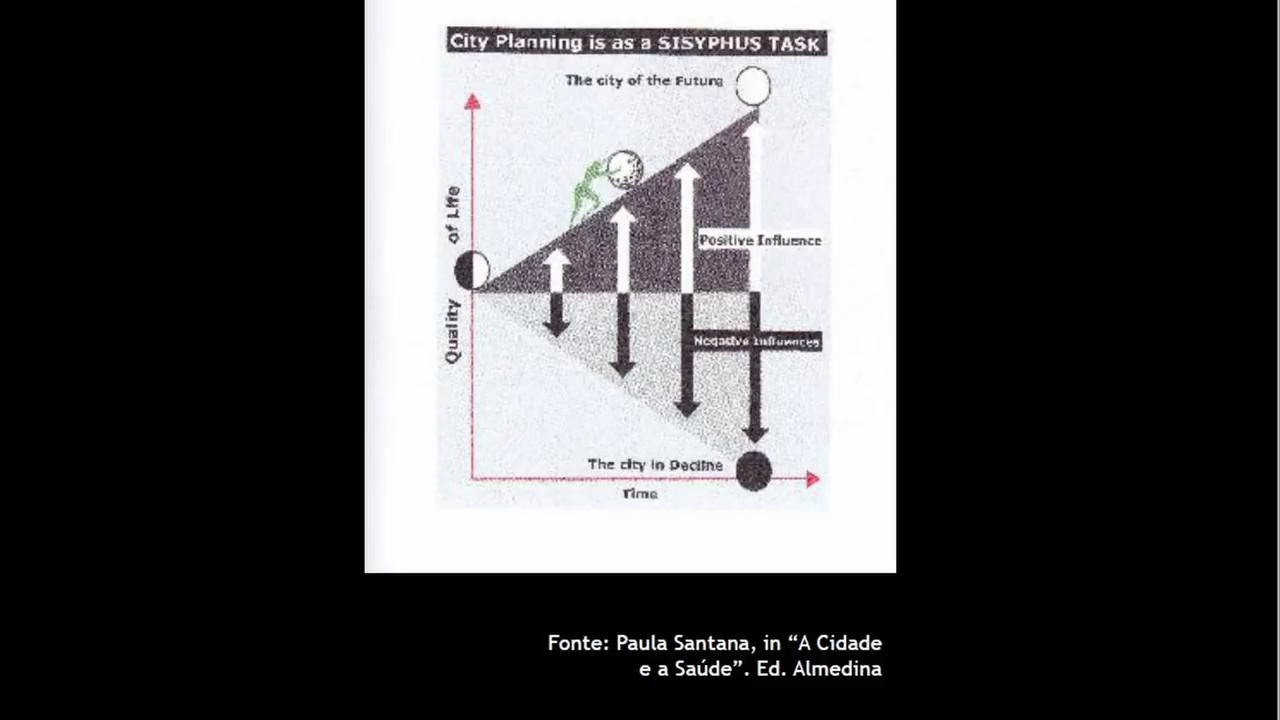 City Planning is as a SISYPHUS TASK
The city of the Future
Quality of Life
Positive Influence
Negative Influences
The city in Decline
Time
Fonte: Paula Santana, in “A Cidade
e a Saúde”. Ed. Almedina